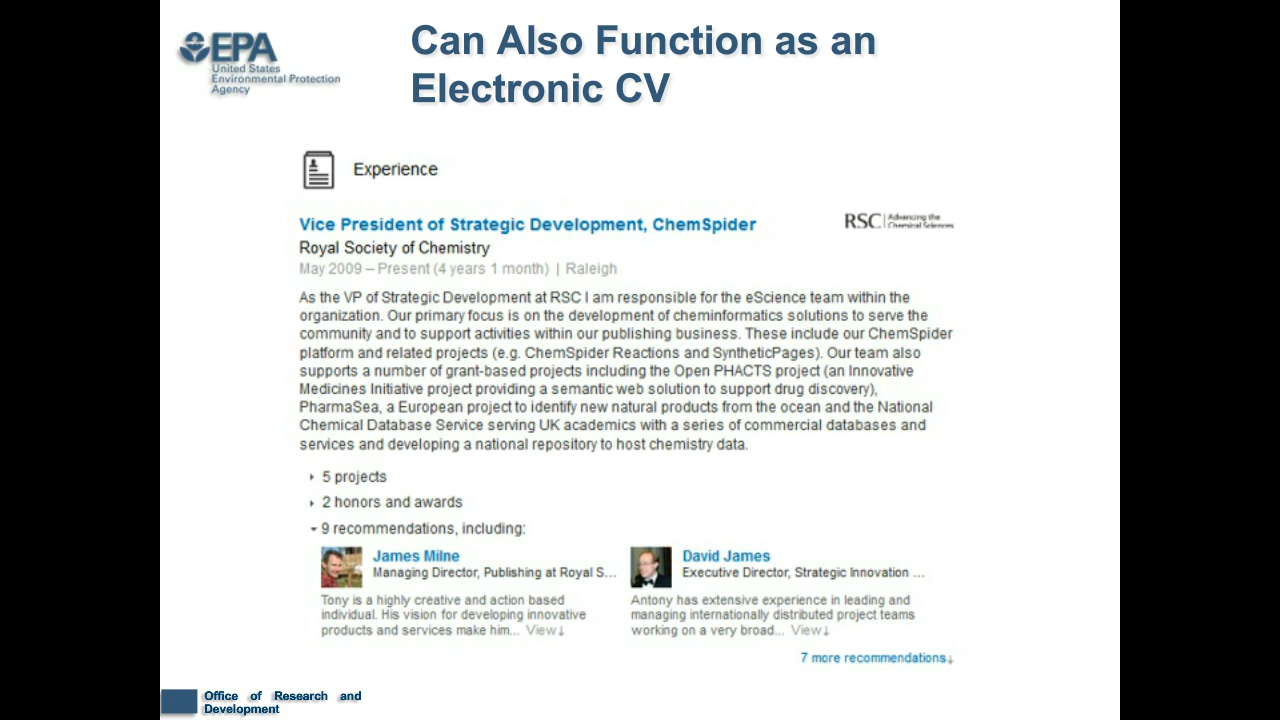 EPA
United States
Environmental Protection
Agency
Can Also Function as an
Electronic CV
Experience
Vice President of Strategic Development, ChemSpider
RSC | Advancing the
Chemical Sciences
Royal Society of Chemistry
May 2009 – Present (4 years 1 month) | Raleigh
As the VP of Strategic Development at RSC I am responsible for the eScience team within the
organization. Our primary focus is on the development of cheminformatics solutions to serve the
community and to support activities within our publishing business. These include our ChemSpider
platform and related projects (e.g. ChemSpider Reactions and SyntheticPages). Our team also
supports a number of grant-based projects including the Open PHACTS project (an Innovative
Medicines Initiative project providing a semantic web solution to support drug discovery),
PharmaSea, a European project to identify new natural products from the ocean and the National
Chemical Database Service serving UK academics with a series of commercial databases and
services and developing a national repository to host chemistry data.
5 projects
2 honors and awards
9 recommendations, including:
James Milne
Managing Director, Publishing at Royal S...
Tony is a highly creative and action based
individual. His vision for developing innovative
products and services make him... View↓
David James
Executive Director, Strategic Innovation ...
Antony has extensive experience in leading and
managing internationally distributed project teams
working on a very broad... View↓
7 more recommendations↓
Office of Research and
Development